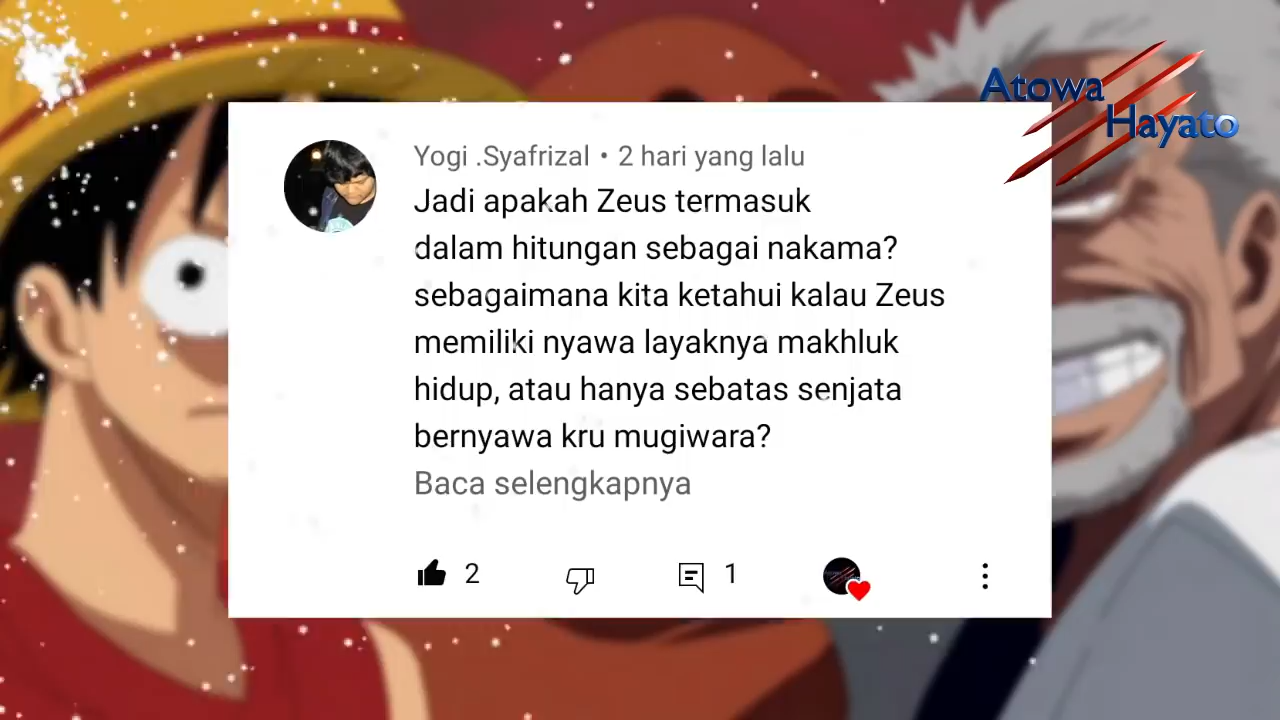 Atowa
Hayato
Yogi .Syafrizal • 2 hari yang lalu
Jadi apakah Zeus termasuk
dalam hitungan sebagai nakama?
sebagaimana kita ketahui kalau Zeus
memiliki nyawa layaknya makhluk
hidup, atau hanya sebatas senjata
bernyawa kru mugiwara?
Baca selengkapnya
2
1